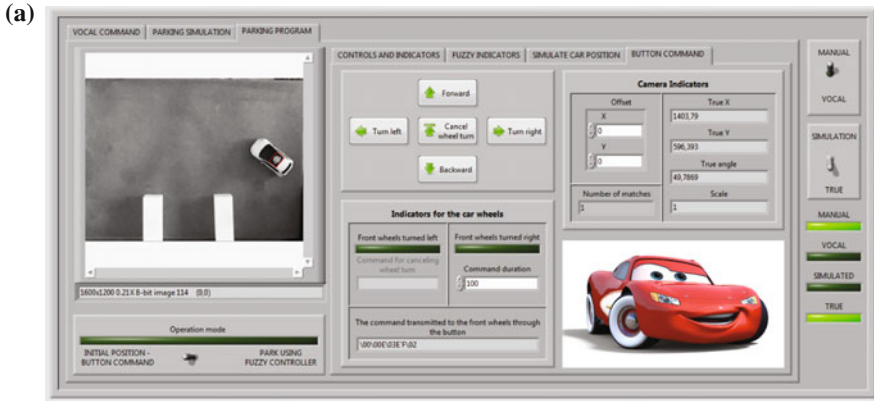 (a)
VOCAL COMMAND PARKING SIMULATION PARKING PROGRAM
1600x1200 0.21X 8-bit image 114 (0,0)
Operation mode
INITIAL POSITION -
BUTTON COMMAND
PARK USING
FUZZY CONTROLLER
CONTROLS AND INDICATORS FUZZY INDICATORS SIMULATE CAR POSITION BUTTON COMMAND
Forward
Turn left
Cancel
wheel turn
Turn right
Backward
Indicators for the car wheels
Front wheels turned left
Front wheels turned right
Command for canceling
wheel turn
Command duration
100
The command transmitted to the front wheels through
the button
\00\00E\03E'F\02
Camera Indicators
Offset
X
0
Y
0
Number of matches
1
True X
1403,79
True Y
596,393
True angle
49,7869
Scale
1
MANUAL
VOCAL
SIMULATION
TRUE
MANUAL
VOCAL
SIMULATED
TRUE